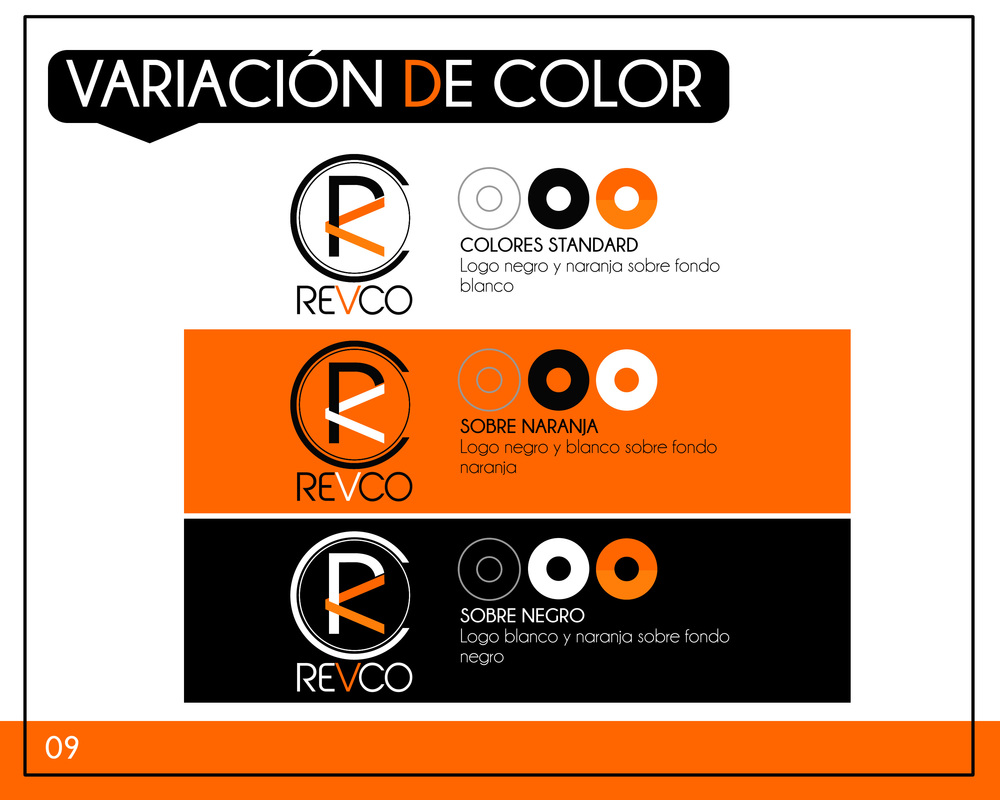 VARIACIÓN DE COLOR
REVCO
COLORES STANDARD
Logo negro y naranja sobre fondo
blanco
REVCO
SOBRE NARANJA
Logo negro y blanco sobre fondo
naranja
REVCO
SOBRE NEGRO
Logo blanco y naranja sobre fondo
negro
09